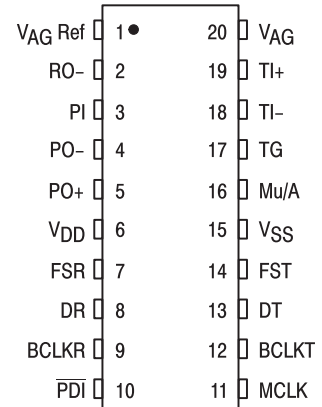 VAG Ref 1 20 VAG
RO– 2 19 TI+
PI 3 18 TI–
PO– 4 17 TG
PO+ 5 16 Mu/A
VDD 6 15 VSS
FSR 7 14 FST
DR 8 13 DT
BCLKR 9 12 BCLKT
PDI 10 11 MCLK